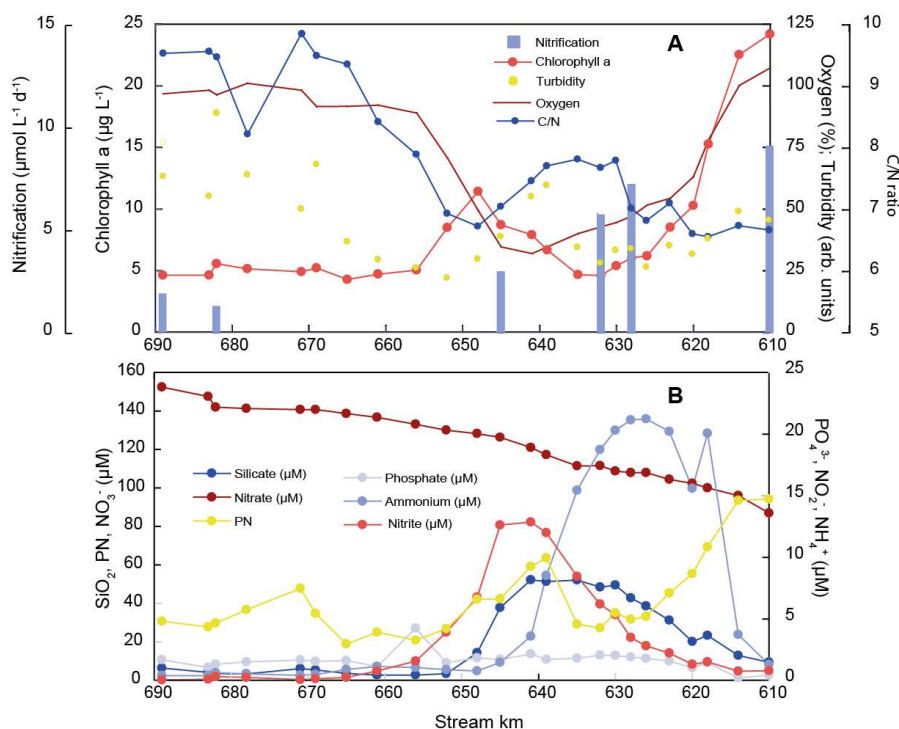 A
Nitrification
Chlorophyll a
Turbidity
Oxygen
C/N
Nitrification (µmol L⁻¹ d⁻¹)
15
10
5
0
Chlorophyll a (µg L⁻¹)
25
20
15
10
5
0
125
100
75
50
25
0
Oxygen (%); Turbidity (arb. units)
10
9
8
7
6
5
C/N ratio
690 680 670 660 650 640 630 620 610
B
Silicate (µM)
Nitrate (µM)
PN
Phosphate (µM)
Ammonium (µM)
Nitrite (µM)
SiO₂, PN, NO₃⁻ (µM)
160
140
120
100
80
60
40
20
0
25
20
15
10
5
0
PO₄³⁻, NO₂⁻, NH₄⁺ (µM)
690 680 670 660 650 640 630 620 610
Stream km